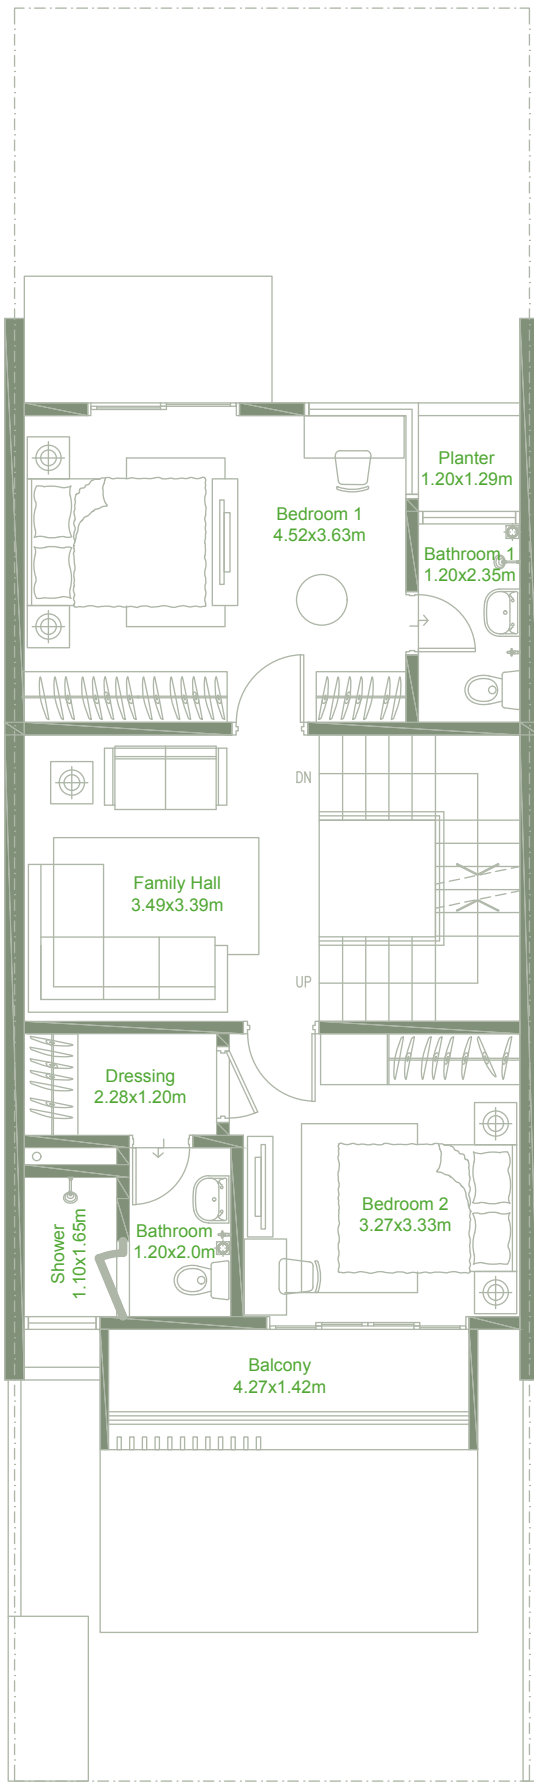 Planter
1.20x1.29m
Bedroom 1
4.52x3.63m
Bathroom 1
1.20x2.35m
DN
Family Hall
3.49x3.39m
UP
Dressing
2.28x1.20m
Bedroom 2
3.27x3.33m
Shower
1.10x1.65m
Bathroom
1.20x2.0m
Balcony
4.27x1.42m